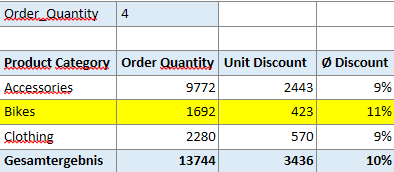 Order_Quantity 4
Product Category Order Quantity Unit Discount Ø Discount
Accessories 9772 2443 9%
Bikes 1692 423 11%
Clothing 2280 570 9%
Gesamtergebnis 13744 3436 10%